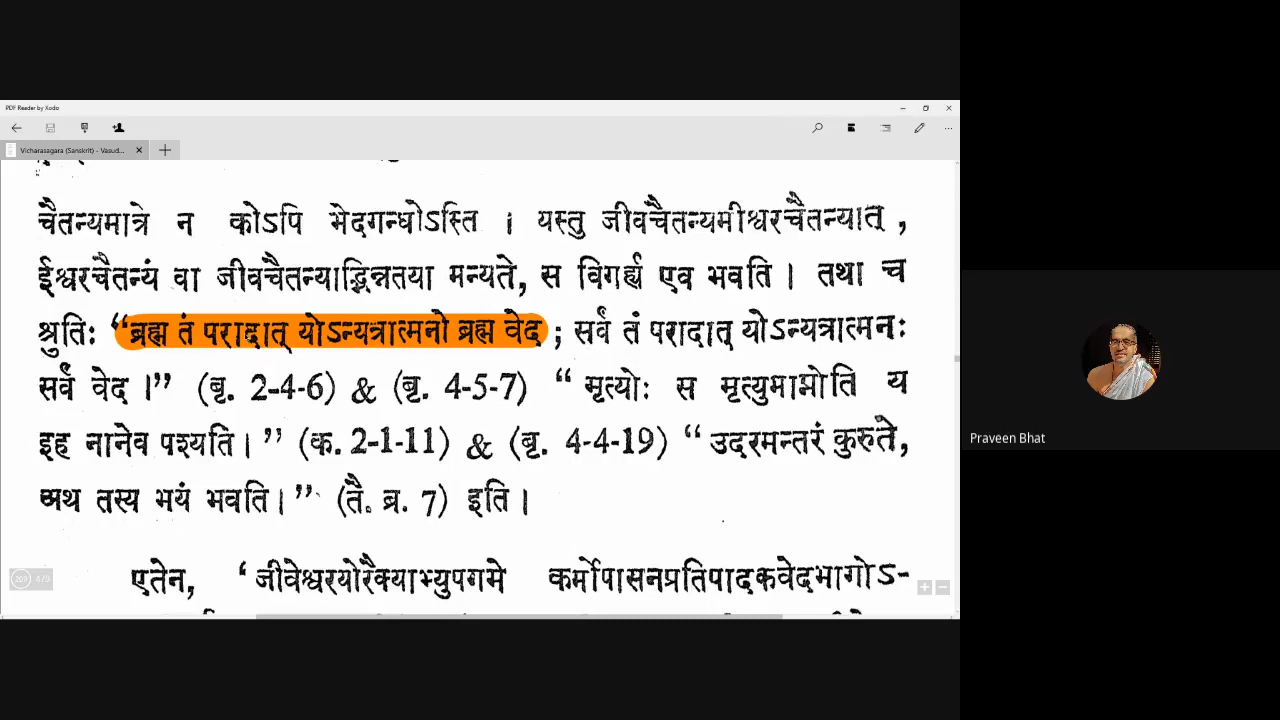 PDF Reader by Xodo
Vicharasagara (Sanskrit) - Vasud...
चैतन्यमात्रे न कोऽपि भेदगन्धोऽस्ति । यस्तु जीवचैतन्यमीश्वरचैतन्यात् ,
ईश्वरचैतन्यं वा जीवचैतन्याद्भिन्नतया मन्यते, स विगर्ह्य एव भवति । तथा च
श्रुतिः “ब्रह्म तं परादात् योऽन्यत्रात्मनो ब्रह्म वेद ; सर्वं तं परादात् योऽन्यत्रात्मनः
सर्वं वेद ।” (बृ. 2-4-6) & (बृ. 4-5-7) “ मृत्योः स मृत्युमाप्नोति य
इह नानेव पश्यति । ” (क. 2-1-11) & (बृ. 4-4-19) “ उदरमन्तरं कुरुते,
अथ तस्य भयं भवति । ” (तै. ब्र. 7) इति ।
एतेन, ‘ जीवेश्वरयोरैक्याभ्युपगमे कर्मोपासनप्रतिपादकवेदभागोऽ-
269 / 479
Praveen Bhat